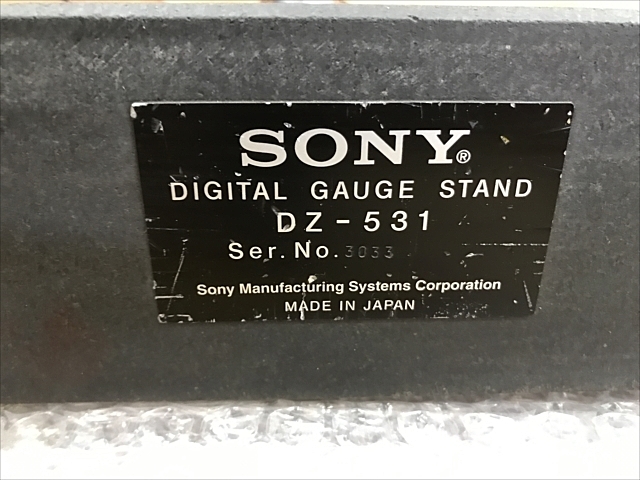 SONY®
DIGITAL GAUGE STAND
DZ-531
Ser. No. 3033
Sony Manufacturing Systems Corporation
MADE IN JAPAN